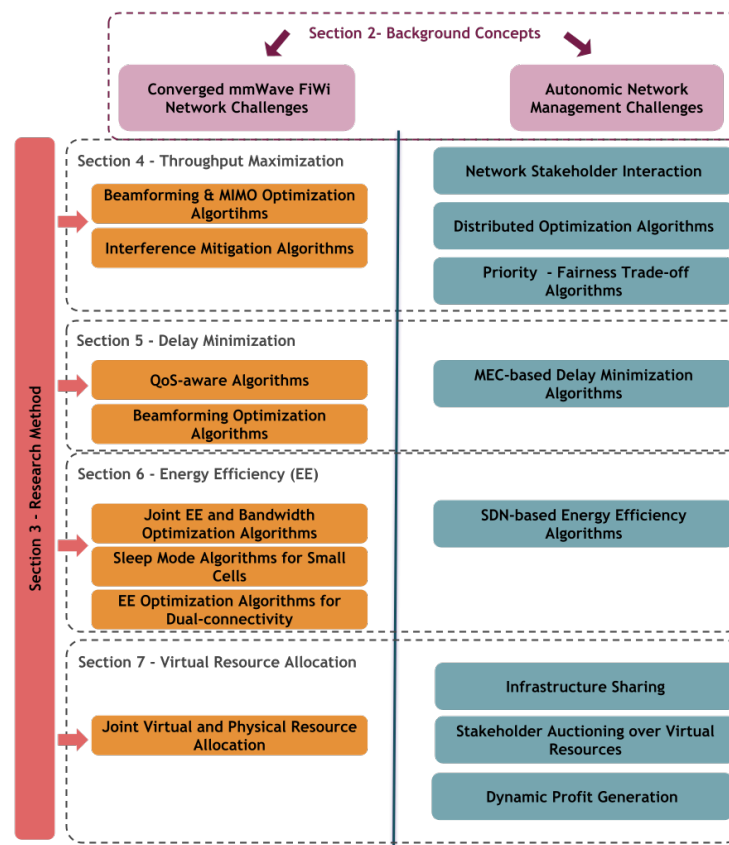 Section 2- Background Concepts
Converged mmWave FiWi
Network Challenges
Autonomic Network
Management Challenges
Section 3 - Research Method
Section 4 - Throughput Maximization
Beamforming & MIMO Optimization
Algortihms
Interference Mitigation Algorithms
Network Stakeholder Interaction
Distributed Optimization Algorithms
Priority - Fairness Trade-off
Algorithms
Section 5 - Delay Minimization
QoS-aware Algorithms
Beamforming Optimization
Algorithms
MEC-based Delay Minimization
Algorithms
Section 6 - Energy Efficiency (EE)
Joint EE and Bandwidth
Optimization Algorithms
Sleep Mode Algorithms for Small
Cells
EE Optimization Algorithms for
Dual-connectivity
SDN-based Energy Efficiency
Algorithms
Section 7 - Virtual Resource Allocation
Joint Virtual and Physical Resource
Allocation
Infrastructure Sharing
Stakeholder Auctioning over Virtual
Resources
Dynamic Profit Generation